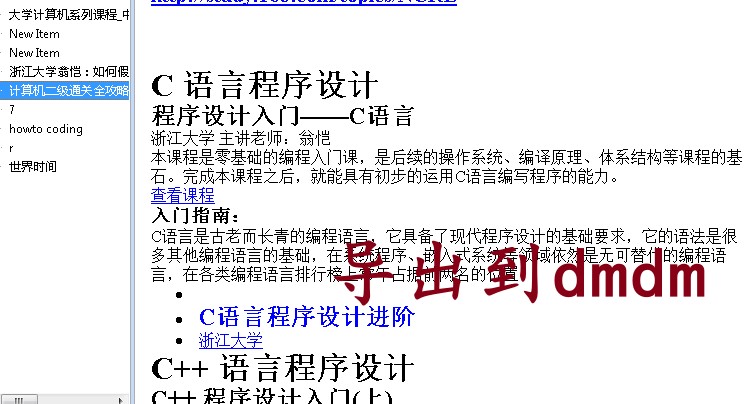 http://study.163.com/topics/NCRE
大学计算机系列课程_中
New Item
New Item
浙江大学翁恺：如何假
计算机二级通关全攻略
7
howto coding
r
世界时间
C 语言程序设计
程序设计入门——C语言
浙江大学 主讲老师：翁恺
本课程是零基础的编程入门课，是后续的操作系统、编译原理、体系结构等课程的基
石。完成本课程之后，就能具有初步的运用C语言编写程序的能力。
查看课程
入门指南：
C语言是古老而长青的编程语言，它具备了现代程序设计的基础要求，它的语法是很
多其他编程语言的基础，在系统程序、嵌入式系统等领域依然是无可替代的编程语
言，在各类编程语言排行榜上常年占据前两名的位置。
导出到dmdm
C语言程序设计进阶
浙江大学
C++ 语言程序设计
C++ 程序设计入门(上)